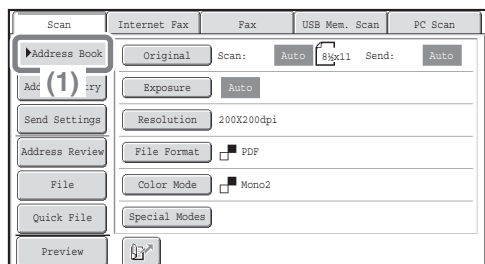 Scan Internet Fax Fax USB Mem. Scan PC Scan
Address Book Original Scan: Auto 8½x11 Send: Auto
(1) Exposure Auto
Send Settings Resolution 200X200dpi
Address Review File Format PDF
File Color Mode Mono2
Quick File Special Modes
Preview